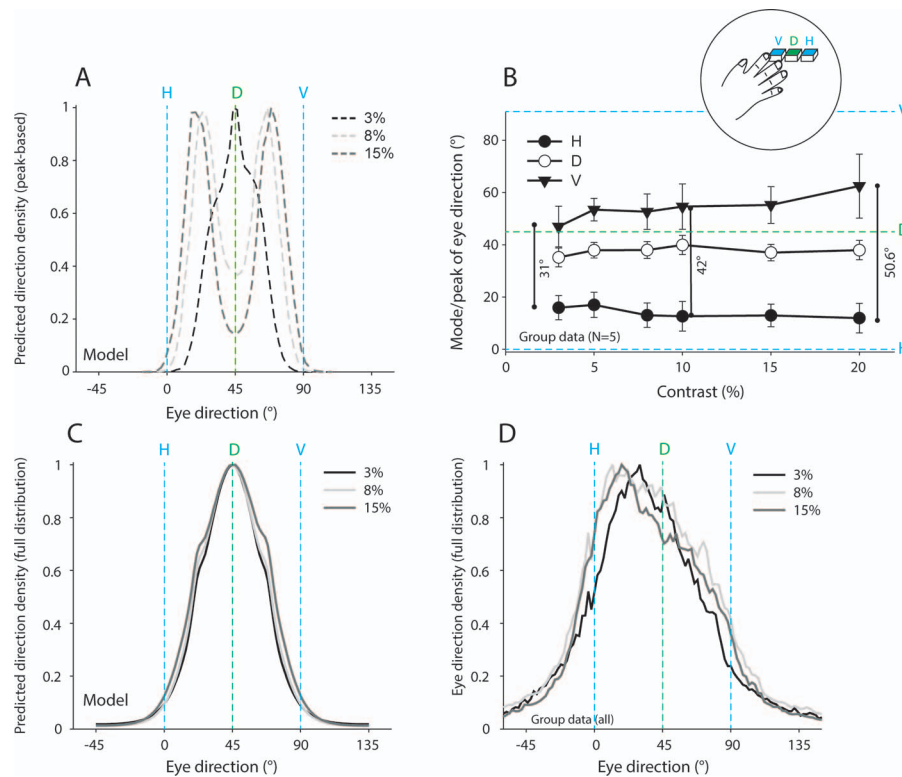 A
H D V
1
0.8
0.6
0.4
0.2
0
3%
8%
15%
Model
-45 0 45 90 135
Eye direction (°)
Predicted direction density (peak-based)
V D H
B
V
D
H
80
60
40
20
0
H
D
V
31°
42°
50.6°
Group data (N=5)
5 10 15 20
Contrast (%)
Mode/peak of eye direction (°)
C
H D V
1
0.8
0.6
0.4
0.2
0
3%
8%
15%
Model
-45 0 45 90 135
Eye direction (°)
Predicted direction density (full distribution)
D
H D V
1
0.8
0.6
0.4
0.2
0
3%
8%
15%
Group data (all)
-45 0 45 90 135
Eye direction (°)
Eye direction density (full distribution)